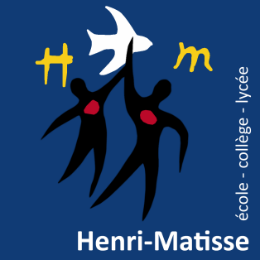 H m
école - collège - lycée
Henri-Matisse